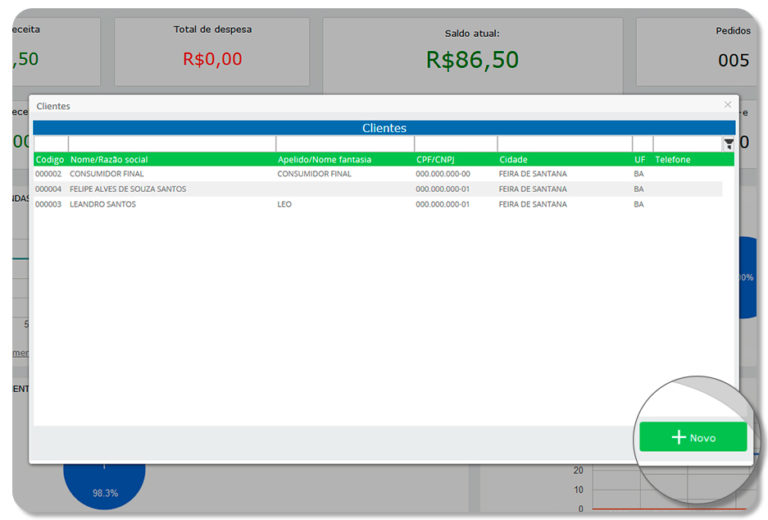 eceita
Total de despesa
Saldo atual:
Pedidos
,50
R$0,00
R$86,50
005
Clientes
Clientes
Codigo Nome/Razão social Apelido/Nome fantasia CPF/CNPJ Cidade UF Telefone
000002 CONSUMIDOR FINAL CONSUMIDOR FINAL 000.000.000-00 FEIRA DE SANTANA BA
000004 FELIPE ALVES DE SOUZA SANTOS 000.000.000-01 FEIRA DE SANTANA BA
000003 LEANDRO SANTOS LEO 000.000.000-01 FEIRA DE SANTANA BA
Novo
98.3%
20
10
0